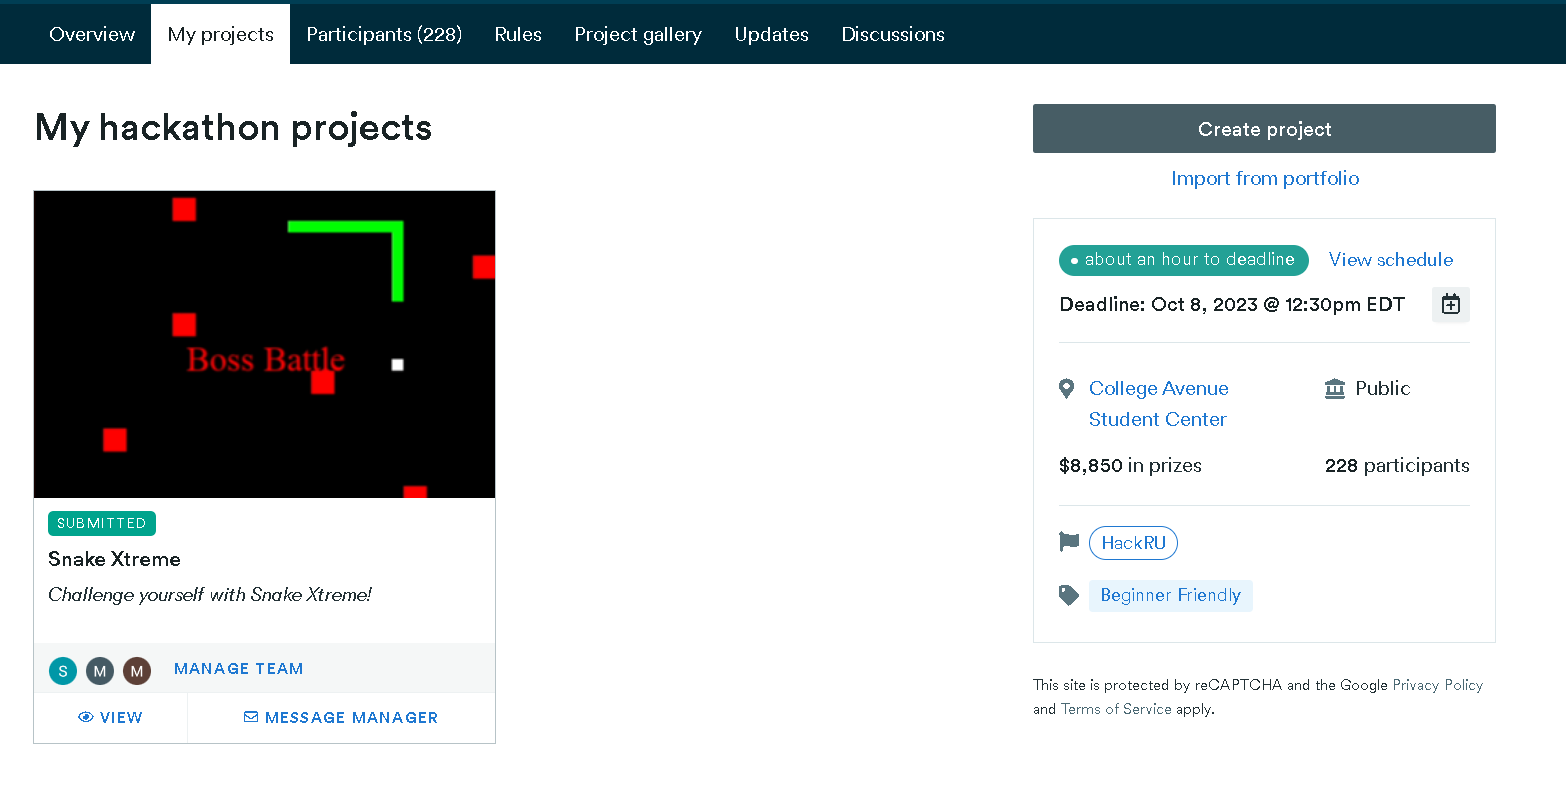 Overview My projects Participants (228) Rules Project gallery Updates Discussions
My hackathon projects
Boss Battle
SUBMITTED
Snake Xtreme
Challenge yourself with Snake Xtreme!
S M M MANAGE TEAM
VIEW MESSAGE MANAGER
Create project
Import from portfolio
about an hour to deadline View schedule
Deadline: Oct 8, 2023 @ 12:30pm EDT
College Avenue
Student Center
Public
$8,850 in prizes 228 participants
HackRU
Beginner Friendly
This site is protected by reCAPTCHA and the Google Privacy Policy
and Terms of Service apply.